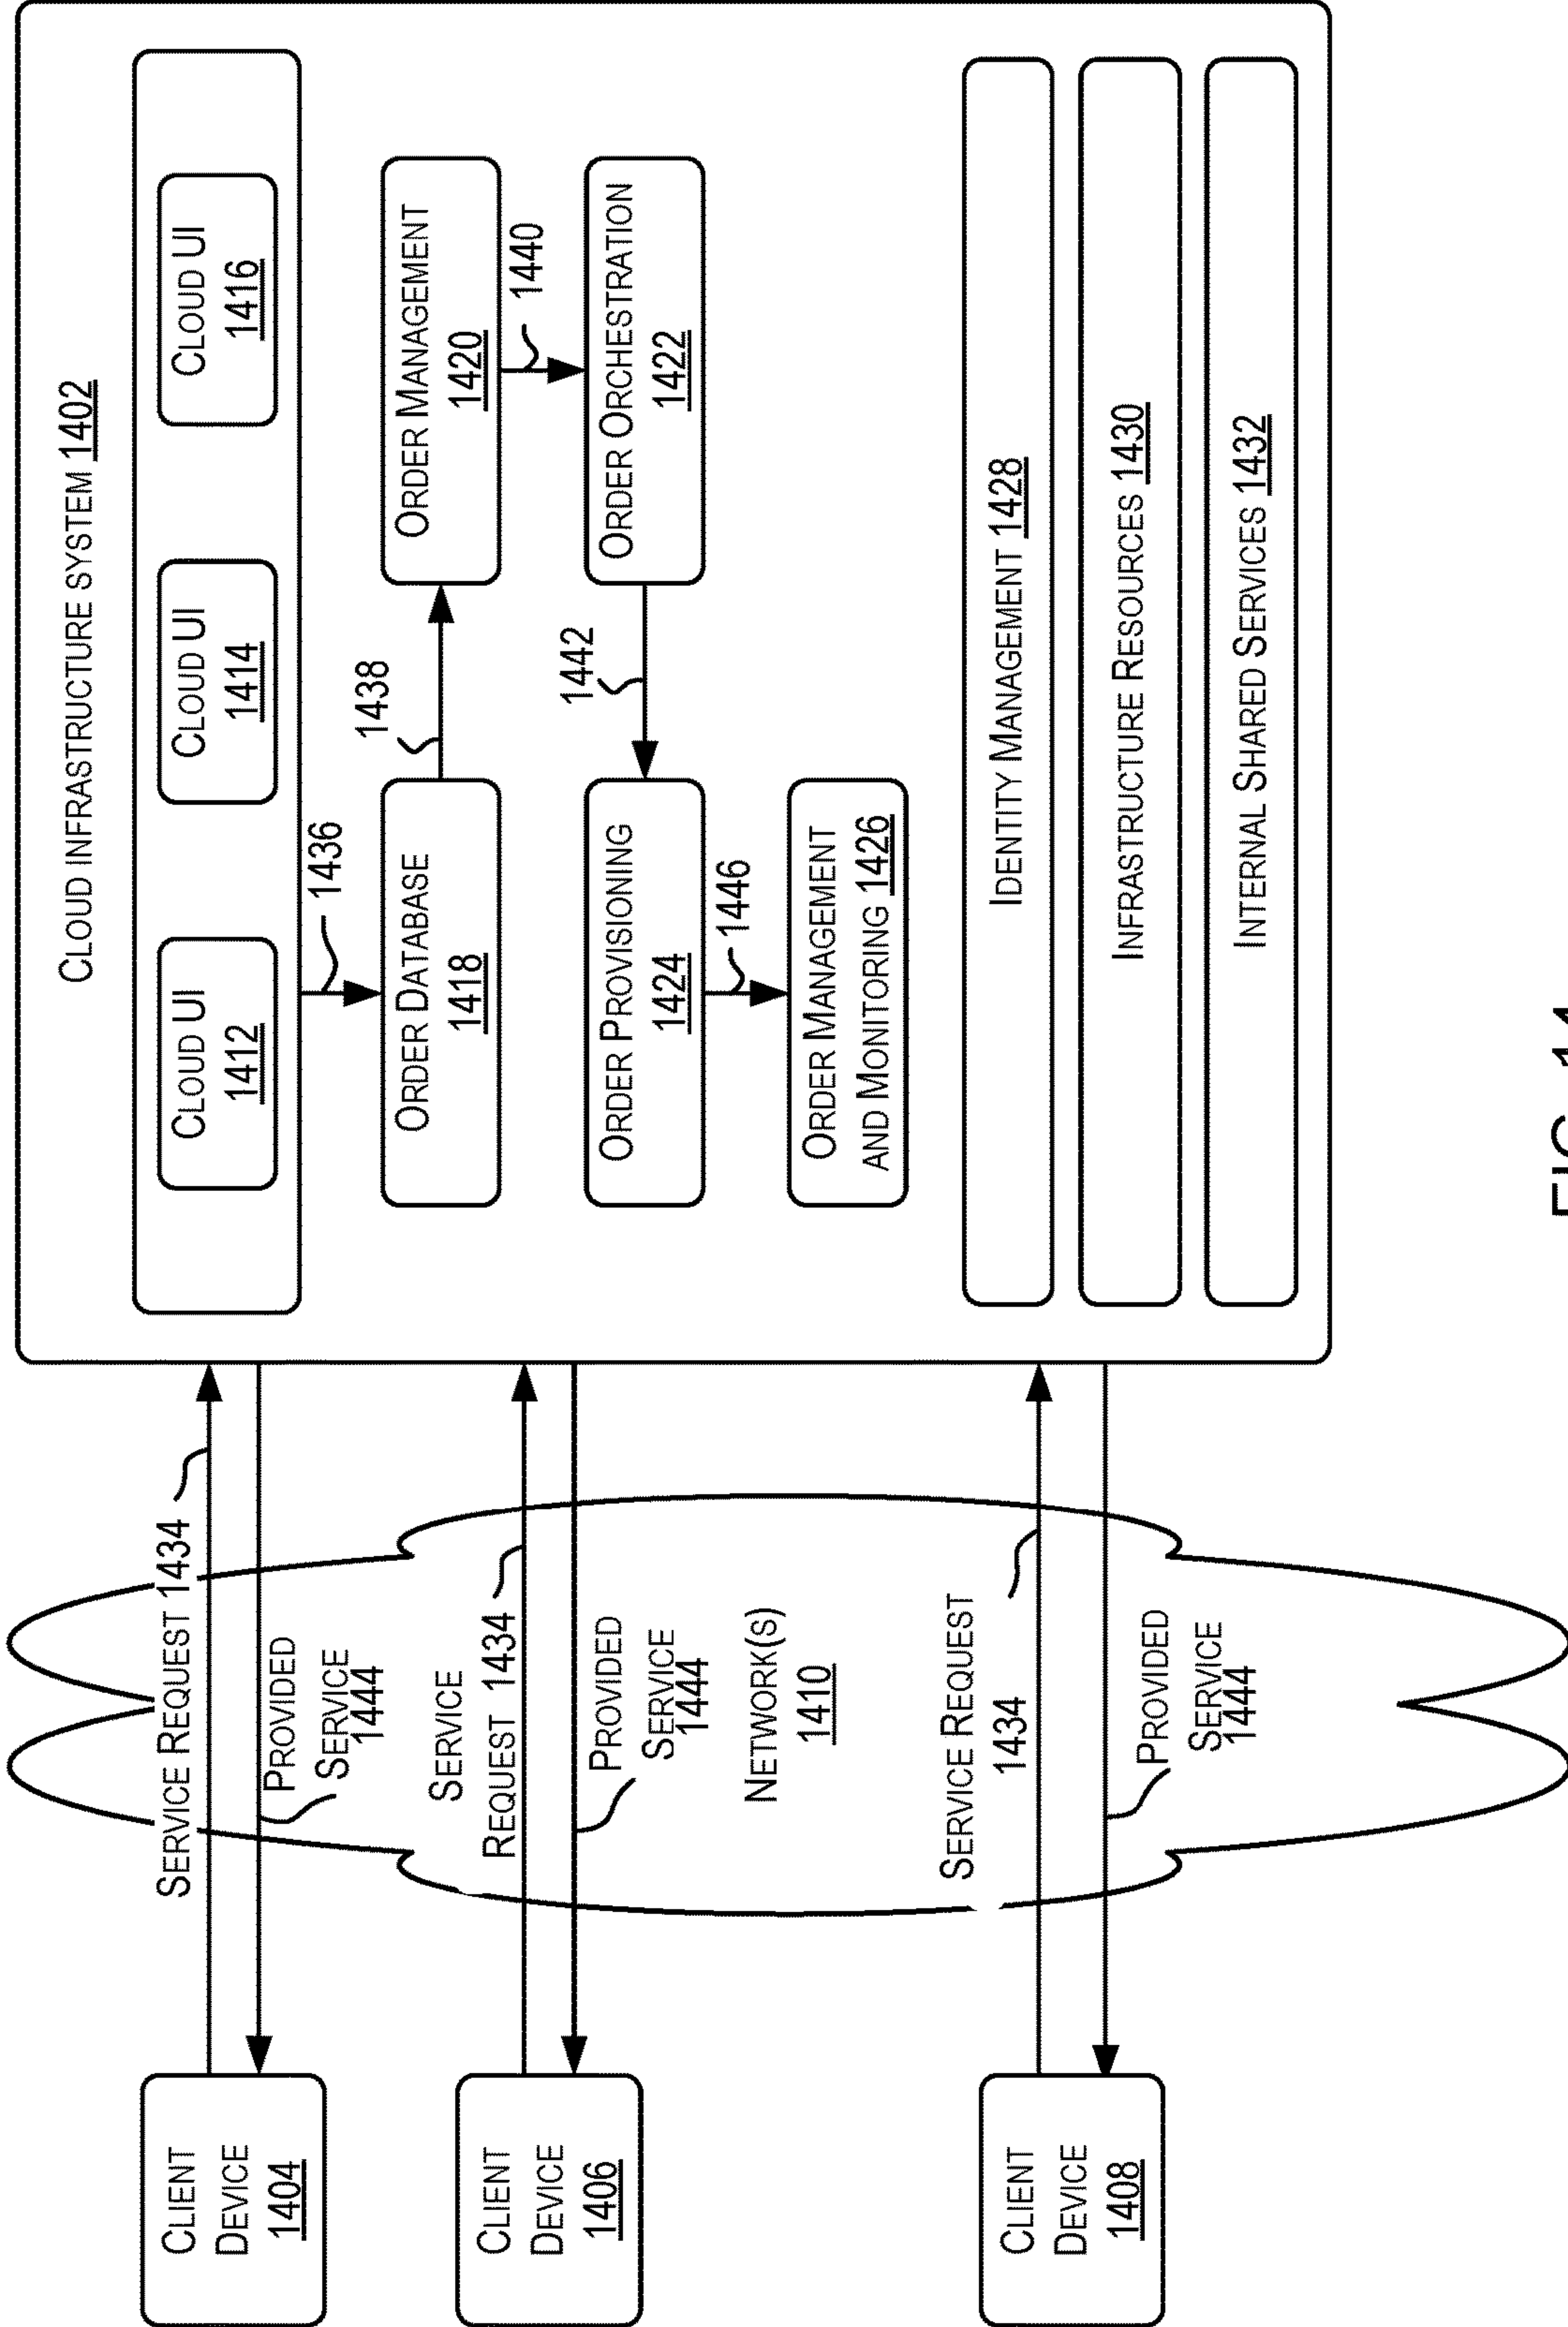 CLOUD INFRASTRUCTURE SYSTEM 1402
CLOUD UI
1412
CLOUD UI
1414
CLOUD UI
1416
1436
ORDER DATABASE
1418
1438
ORDER MANAGEMENT
1420
1440
ORDER PROVISIONING
1424
1442
ORDER ORCHESTRATION
1422
1446
ORDER MANAGEMENT
AND MONITORING 1426
IDENTITY MANAGEMENT 1428
INFRASTRUCTURE RESOURCES 1430
INTERNAL SHARED SERVICES 1432
CLIENT
DEVICE
1404
SERVICE REQUEST 1434
PROVIDED
SERVICE
1444
CLIENT
DEVICE
1406
SERVICE
REQUEST 1434
PROVIDED
SERVICE
1444
NETWORK(S)
1410
CLIENT
DEVICE
1408
SERVICE REQUEST
1434
PROVIDED
SERVICE
1444
FIG. 14